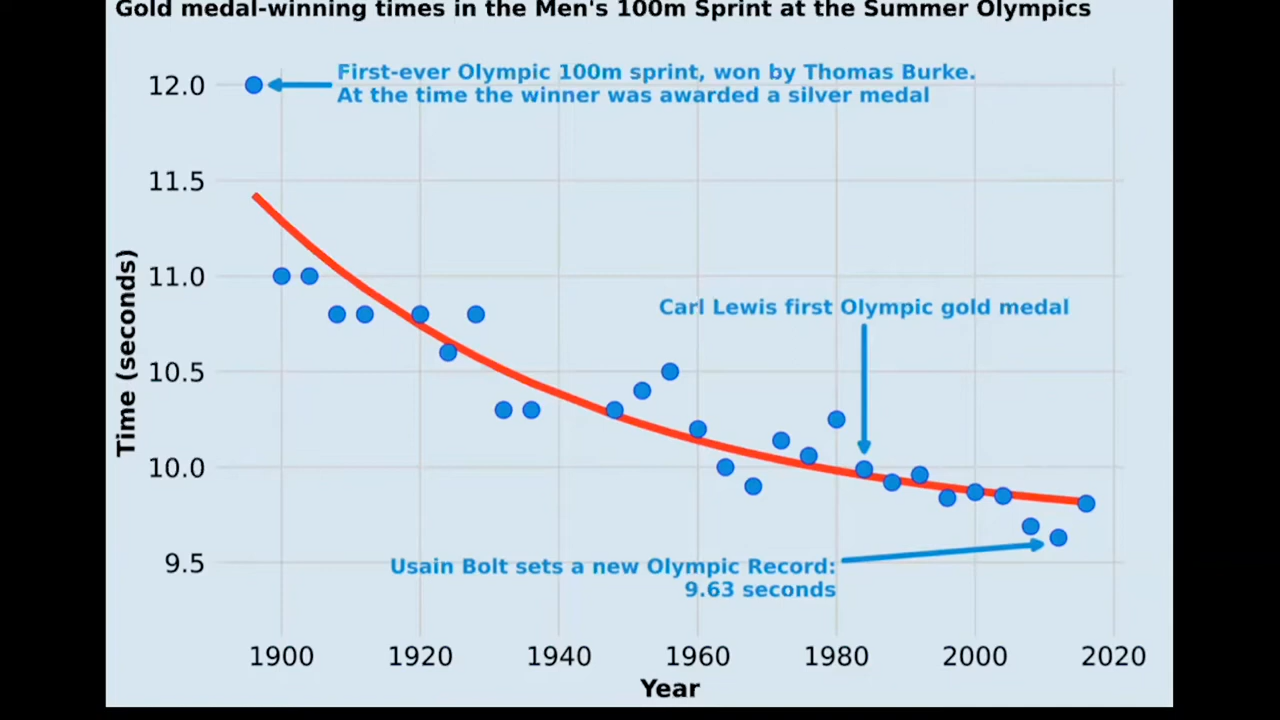 Gold medal-winning times in the Men's 100m Sprint at the Summer Olympics
First-ever Olympic 100m sprint, won by Thomas Burke.
At the time the winner was awarded a silver medal
12.0
11.5
11.0
10.5
10.0
9.5
Time (seconds)
Carl Lewis first Olympic gold medal
Usain Bolt sets a new Olympic Record:
9.63 seconds
1900 1920 1940 1960 1980 2000 2020
Year